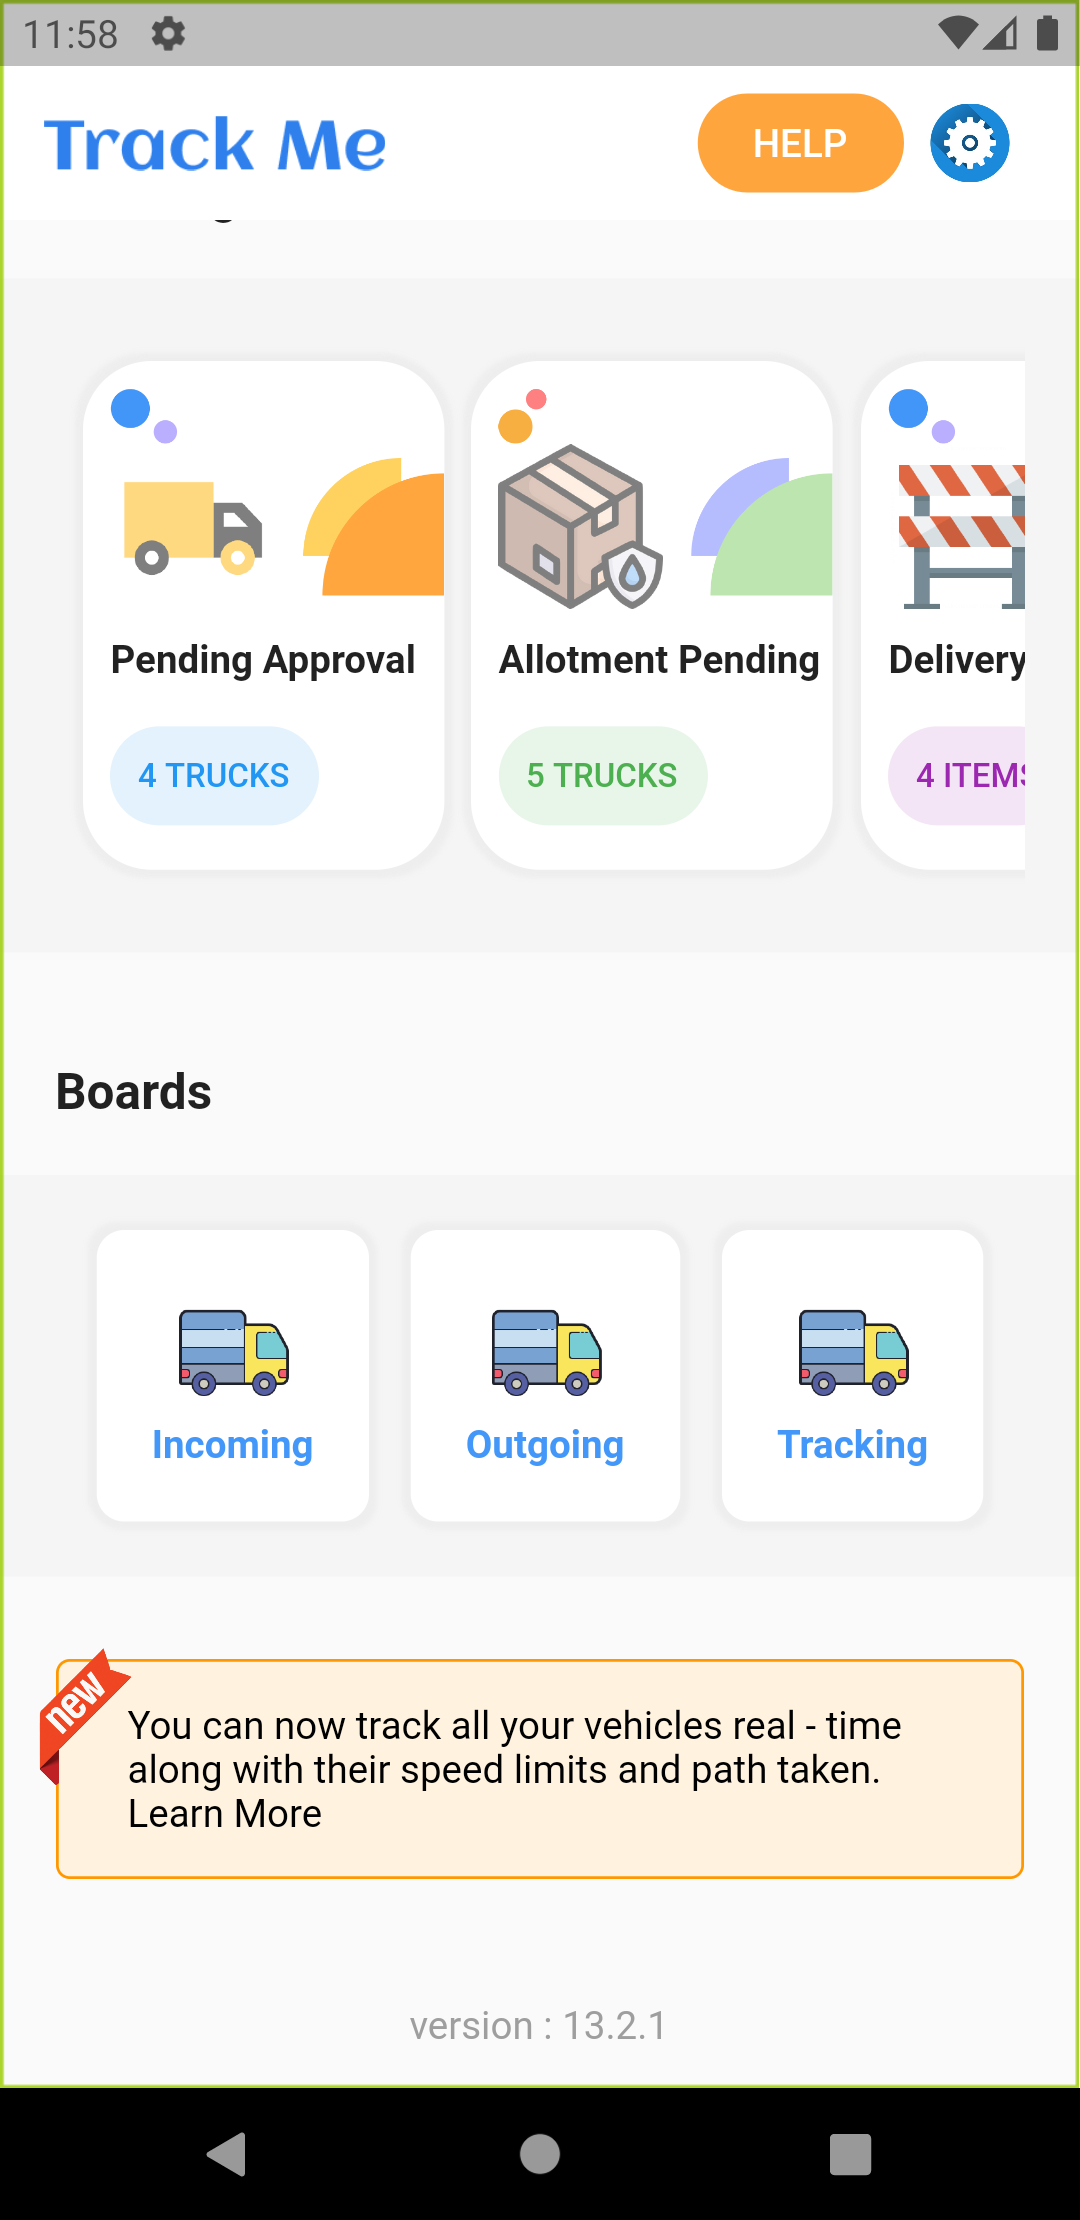 11:58
Track Me
HELP
Pending Approval
Allotment Pending
Delivery
4 TRUCKS
5 TRUCKS
4 ITEMS
Boards
Incoming
Outgoing
Tracking
new
You can now track all your vehicles real - time
along with their speed limits and path taken.
Learn More
version : 13.2.1